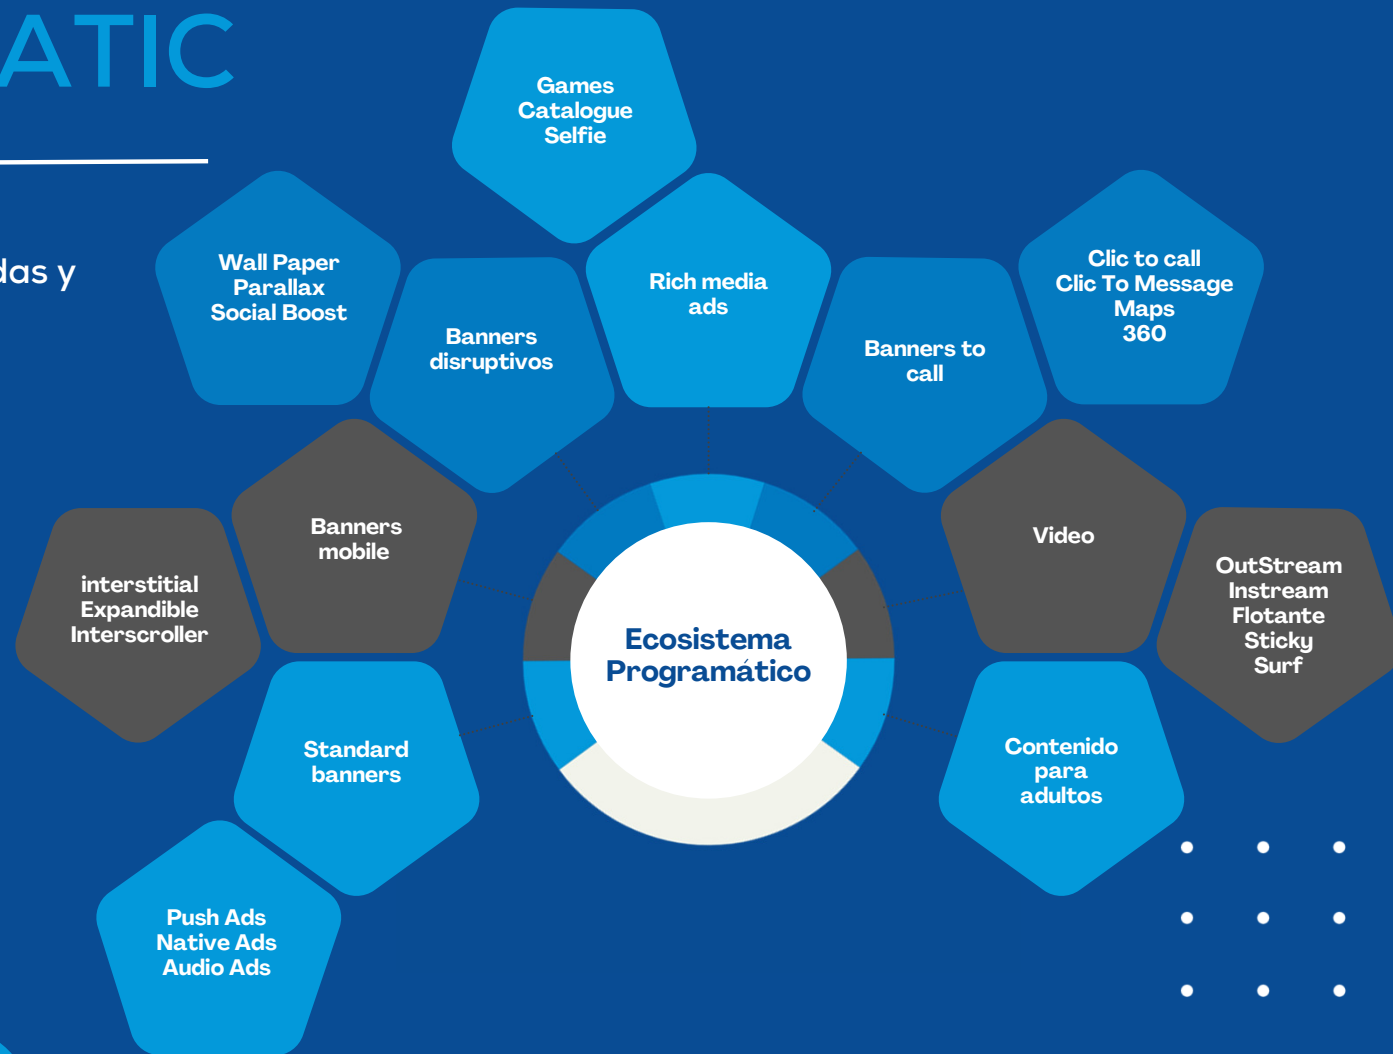 ATIC
das y
Games
Catalogue
Selfie
Wall Paper
Parallax
Social Boost
Banners
disruptivos
Rich media
ads
Banners to
call
Clic to call
Clic To Message
Maps
360
interstitial
Expandible
Interscroller
Banners
mobile
Video
OutStream
Instream
Flotante
Sticky
Surf
Ecosistema
Programático
Standard
banners
Contenido
para
adultos
Push Ads
Native Ads
Audio Ads